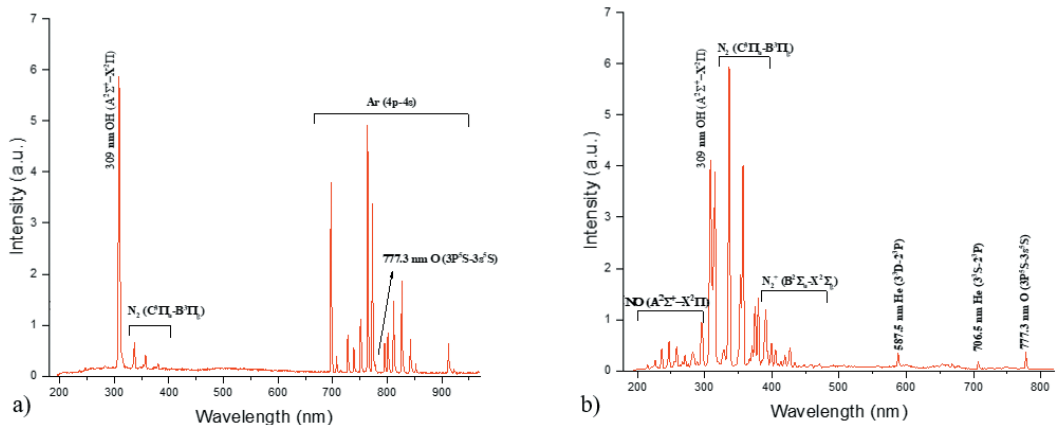 7
6
5
4
3
2
1
0
Intensity (a.u.)
309 nm OH (A²Σ⁺–X²Π)
N₂ (C³Πᵤ-B³Π_g)
Ar (4p-4s)
777.3 nm O (3P⁵S-3s⁵S)
200 300 400 500 600 700 800 900
Wavelength (nm)
a)
7
6
5
4
3
2
1
0
Intensity (a.u.)
NO (A²Σ⁺–X²Π)
309 nm OH (A²Σ⁺–X²Π)
N₂ (C³Πᵤ-B³Π_g)
N₂⁺ (B²Σᵤ-X²Σ_g)
587.5 nm He (3³D-2³P)
706.5 nm He (3³S-2³P)
777.3 nm O (3P⁵S-3s⁵S)
200 300 400 500 600 700 800
Wavelength (nm)
b)